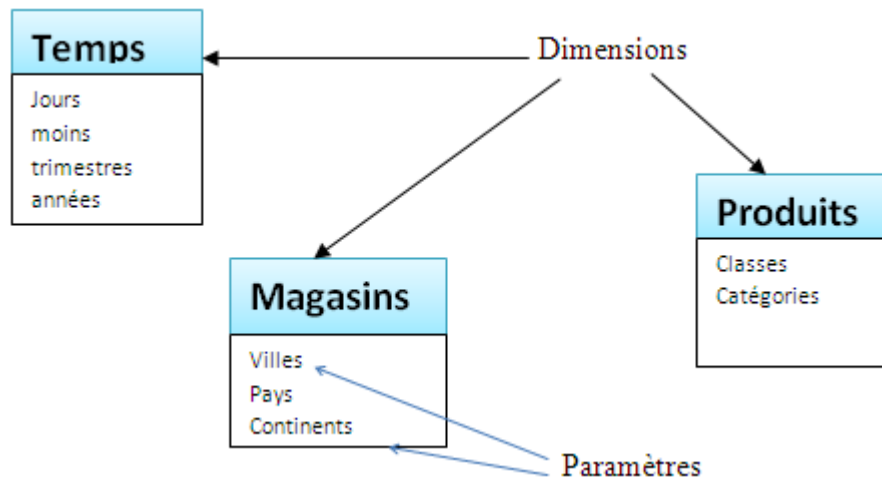 Temps
Jours
moins
trimestres
années
Dimensions
Produits
Classes
Catégories
Magasins
Villes
Pays
Continents
Paramètres